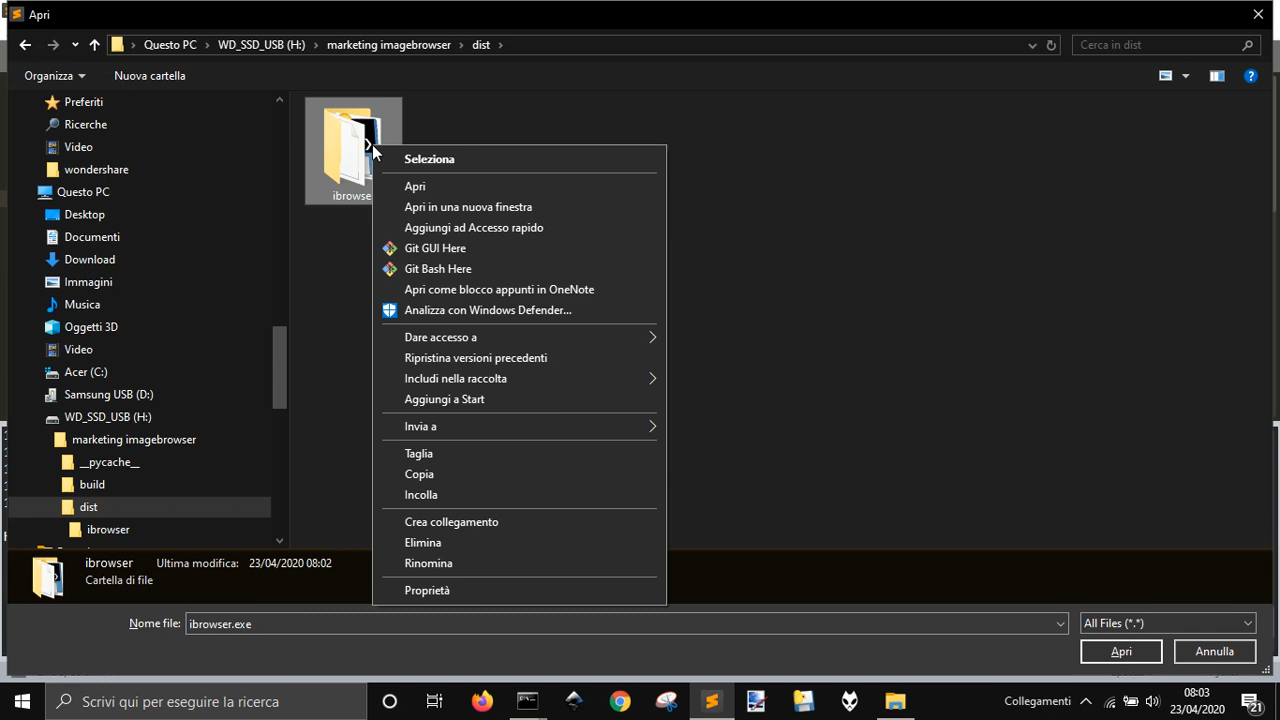 Apri
Questo PC
WD_SSD_USB (H:)
marketing imagebrowser
dist
Cerca in dist
Organizza
Nuova cartella
Preferiti
Ricerche
Video
wondershare
Questo PC
Desktop
Documenti
Download
Immagini
Musica
Oggetti 3D
Video
Acer (C:)
Samsung USB (D:)
WD_SSD_USB (H:)
marketing imagebrowser
__pycache__
build
dist
ibrowser
ibrowse
Seleziona
Apri
Apri in una nuova finestra
Aggiungi ad Accesso rapido
Git GUI Here
Git Bash Here
Apri come blocco appunti in OneNote
Analizza con Windows Defender...
Dare accesso a
Ripristina versioni precedenti
Includi nella raccolta
Aggiungi a Start
Invia a
Taglia
Copia
Incolla
Crea collegamento
Elimina
Rinomina
Proprietà
ibrowser
Ultima modifica: 23/04/2020 08:02
Cartella di file
Nome file:
ibrowser.exe
All Files (*.*)
Apri
Annulla
Scrivi qui per eseguire la ricerca
Collegamenti
08:03
23/04/2020
21